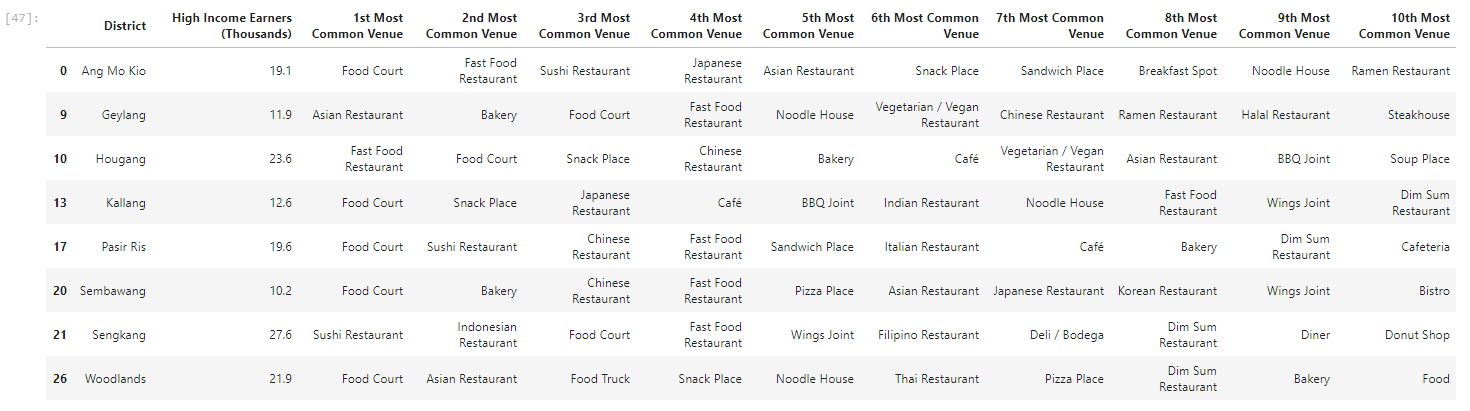 [47]:
District High Income Earners (Thousands) 1st Most Common Venue 2nd Most Common Venue 3rd Most Common Venue 4th Most Common Venue 5th Most Common Venue 6th Most Common Venue 7th Most Common Venue 8th Most Common Venue 9th Most Common Venue 10th Most Common Venue
0 Ang Mo Kio 19.1 Food Court Fast Food Restaurant Sushi Restaurant Japanese Restaurant Asian Restaurant Snack Place Sandwich Place Breakfast Spot Noodle House Ramen Restaurant
9 Geylang 11.9 Asian Restaurant Bakery Food Court Fast Food Restaurant Noodle House Vegetarian / Vegan Restaurant Chinese Restaurant Ramen Restaurant Halal Restaurant Steakhouse
10 Hougang 23.6 Fast Food Restaurant Food Court Snack Place Chinese Restaurant Bakery Café Vegetarian / Vegan Restaurant Asian Restaurant BBQ Joint Soup Place
13 Kallang 12.6 Food Court Snack Place Japanese Restaurant Café BBQ Joint Indian Restaurant Noodle House Fast Food Restaurant Wings Joint Dim Sum Restaurant
17 Pasir Ris 19.6 Food Court Sushi Restaurant Chinese Restaurant Fast Food Restaurant Sandwich Place Italian Restaurant Café Bakery Dim Sum Restaurant Cafeteria
20 Sembawang 10.2 Food Court Bakery Chinese Restaurant Fast Food Restaurant Pizza Place Asian Restaurant Japanese Restaurant Korean Restaurant Wings Joint Bistro
21 Sengkang 27.6 Sushi Restaurant Indonesian Restaurant Food Court Fast Food Restaurant Wings Joint Filipino Restaurant Deli / Bodega Dim Sum Restaurant Diner Donut Shop
26 Woodlands 21.9 Food Court Asian Restaurant Food Truck Snack Place Noodle House Thai Restaurant Pizza Place Dim Sum Restaurant Bakery Food